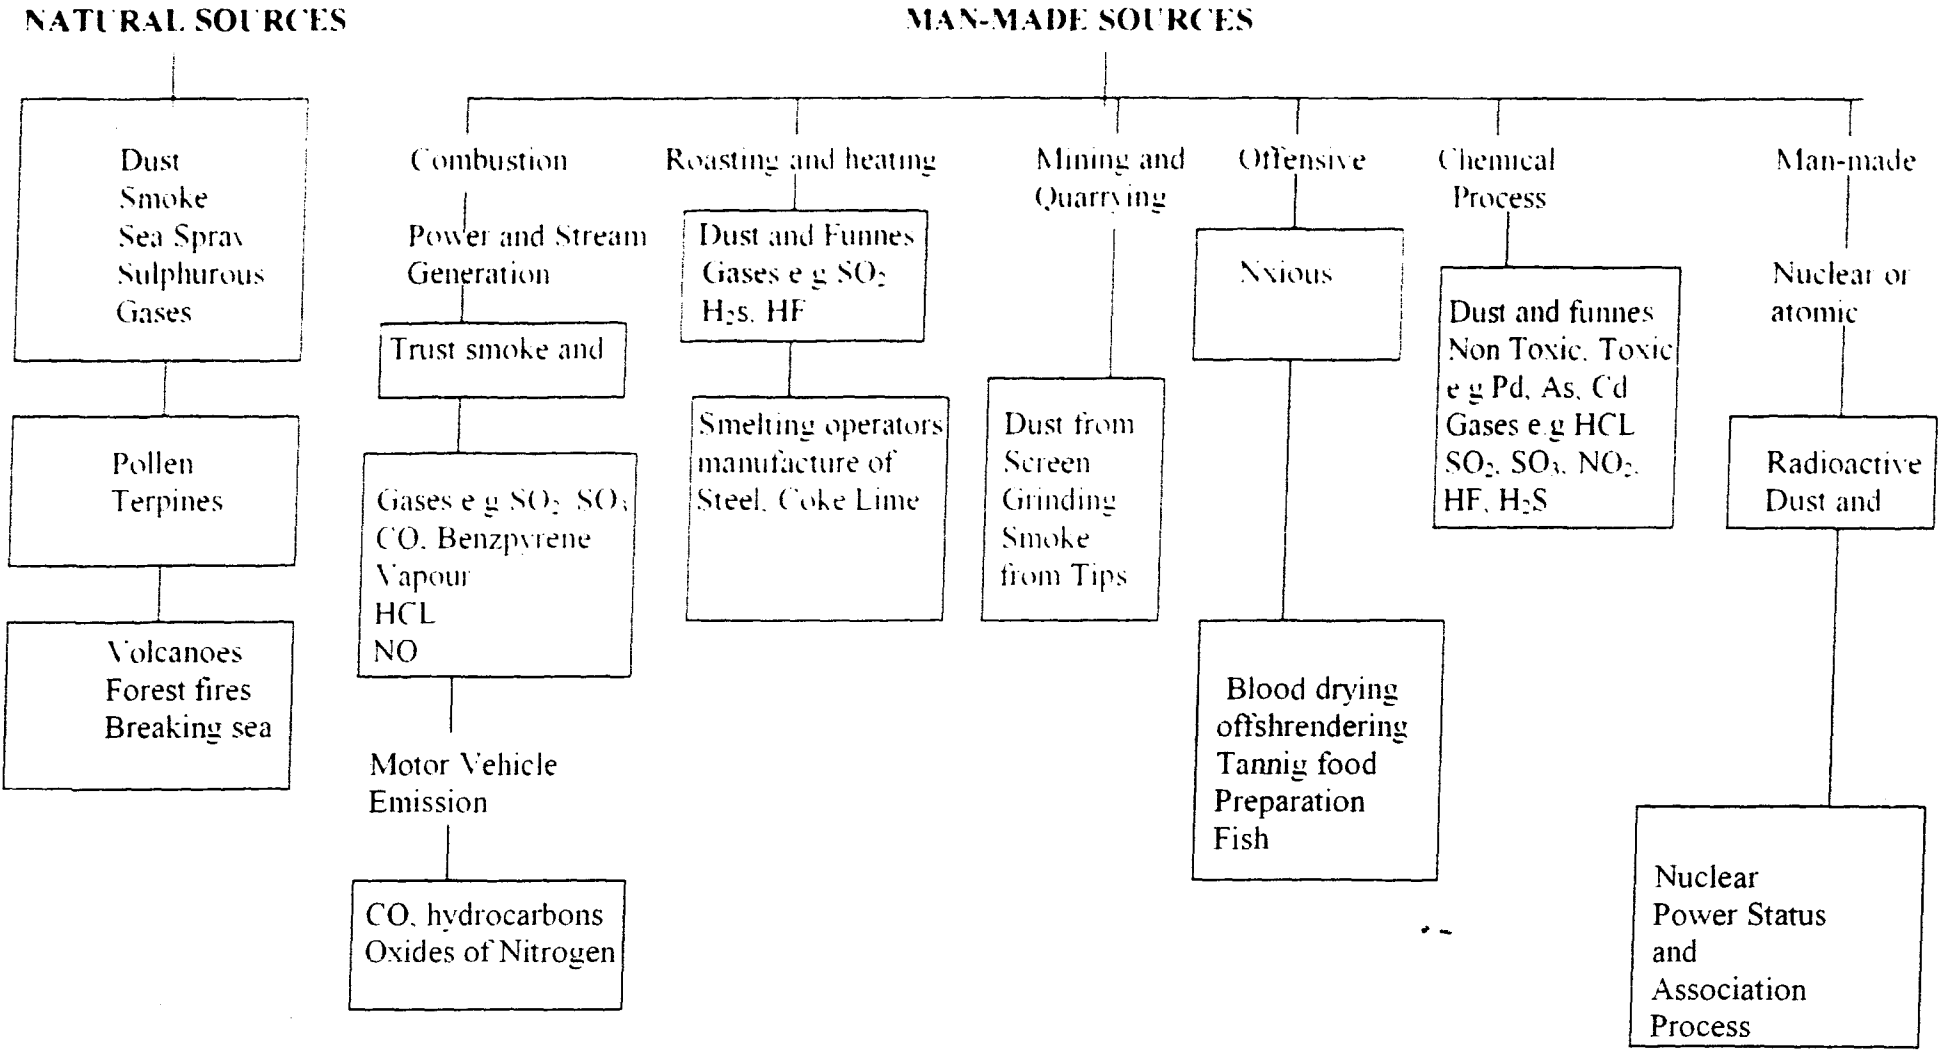 NATURAL SOURCES
MAN-MADE SOURCES
Dust
Smoke
Sea Spray
Sulphurous
Gases
Pollen
Terpines
Volcanoes
Forest fires
Breaking sea
Combustion
Power and Stream
Generation
Trust smoke and
Gases e g SO₂ SO₃
CO, Benzpyrene
Vapour
HCL
NO
Motor Vehicle
Emission
CO, hydrocarbons
Oxides of Nitrogen
Roasting and heating
Dust and Funnes
Gases e g SO₂
H₂s, HF
Smelting operators
manufacture of
Steel, Coke Lime
Mining and
Quarrying
Dust from
Screen
Grinding
Smoke
from Tips
Offensive
Nxious
Blood drying
offshrendering
Tannig food
Preparation
Fish
Chemical
Process
Dust and funnes
Non Toxic, Toxic
e g Pd, As, Cd
Gases e.g HCL
SO₂, SO₃, NO₂,
HF, H₂S
Man-made
Nuclear or
atomic
Radioactive
Dust and
Nuclear
Power Status
and
Association
Process